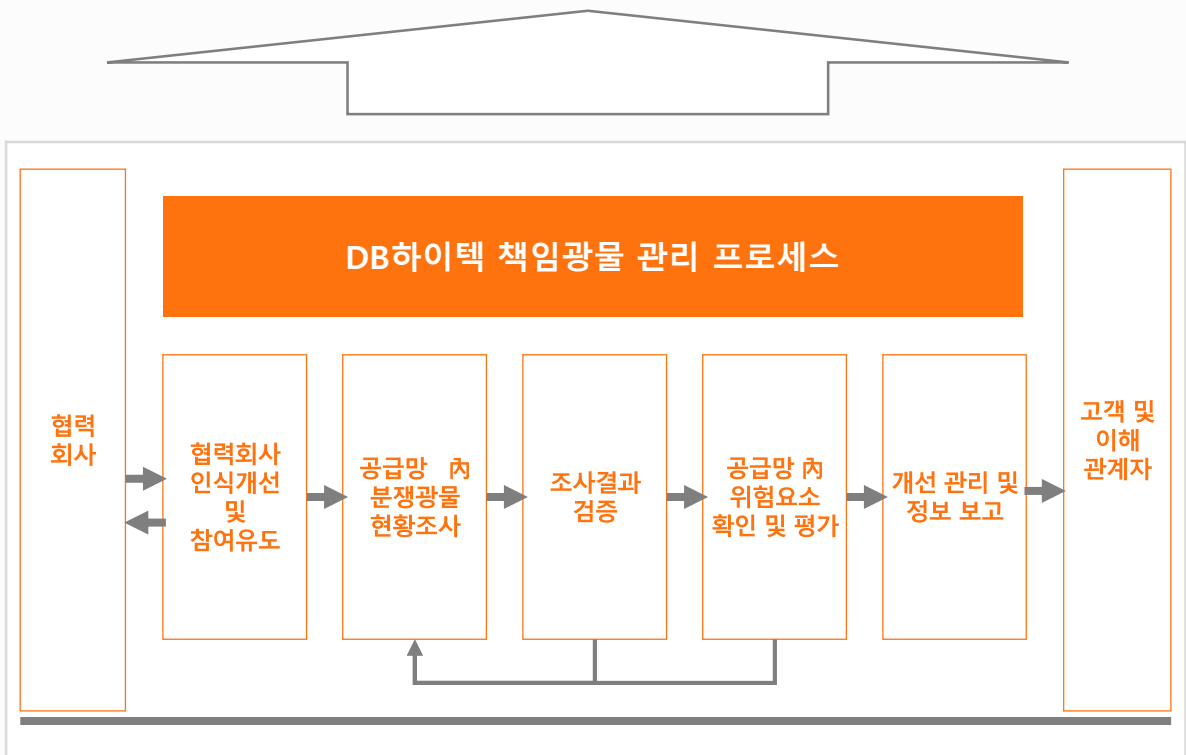 DB하이텍 책임광물 관리 프로세스
협력
회사
협력회사
인식개선
및
참여유도
공급망 內
분쟁광물
현황조사
조사결과
검증
공급망 內
위험요소
확인 및 평가
개선 관리 및
정보 보고
고객 및
이해
관계자